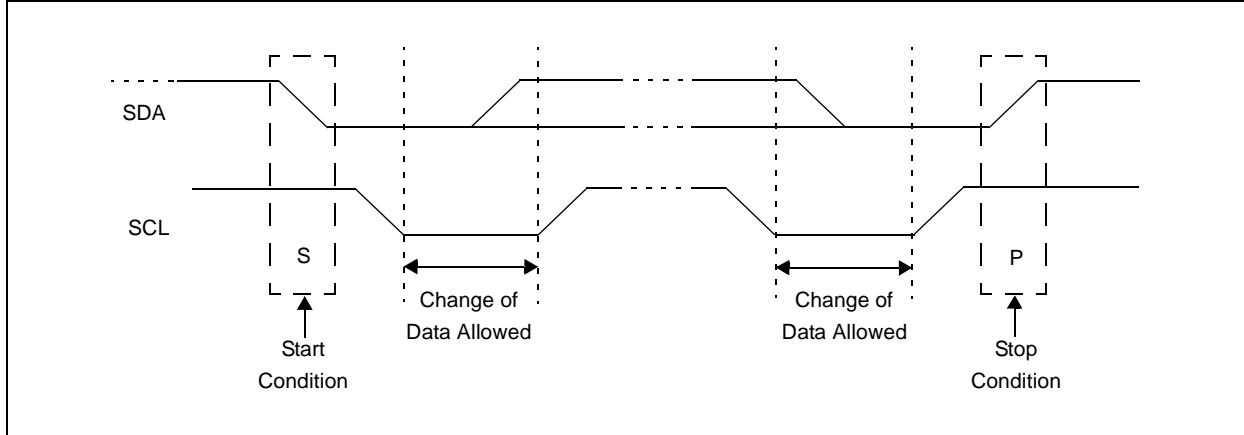 SDA
SCL
S
P
Change of
Data Allowed
Change of
Data Allowed
Start
Condition
Stop
Condition